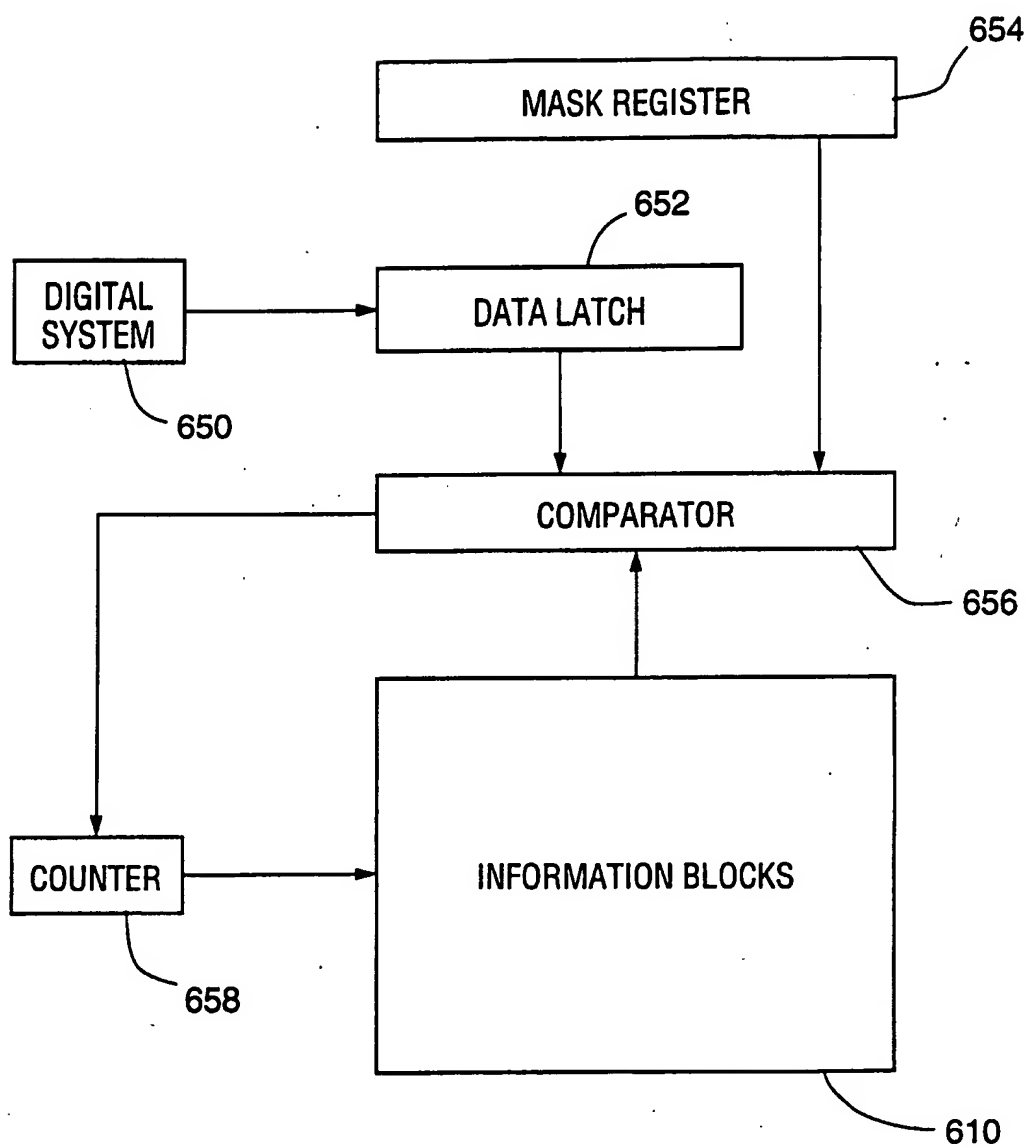 654
MASK REGISTER
652
DIGITAL
SYSTEM
DATA LATCH
650
COMPARATOR
656
COUNTER
INFORMATION BLOCKS
658
610